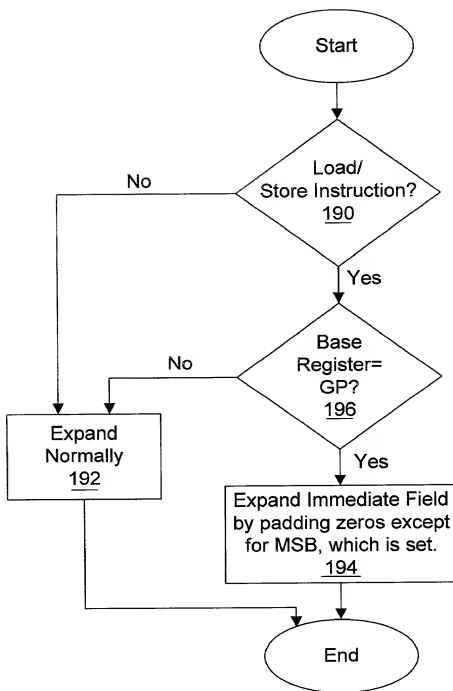 Start
Load/
Store Instruction?
190
No
Yes
Base
Register=
GP?
196
No
Yes
Expand
Normally
192
Expand Immediate Field
by padding zeros except
for MSB, which is set.
194
End